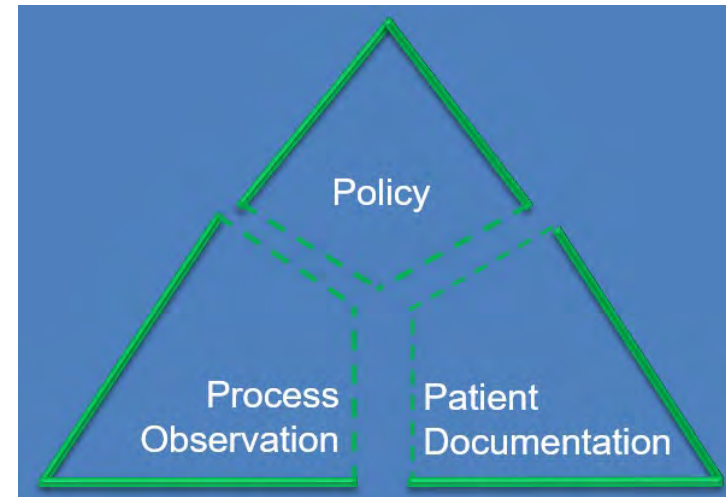 Policy
Process
Observation
Patient
Documentation